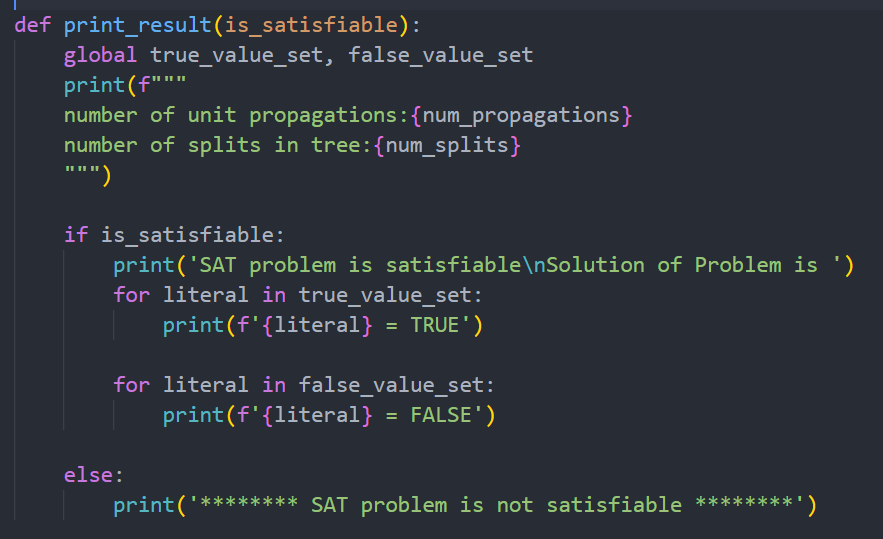 def print_result(is_satisfiable):
    global true_value_set, false_value_set
    print(f"""
    number of unit propagations:{num_propagations}
    number of splits in tree:{num_splits}
    """)

    if is_satisfiable:
        print('SAT problem is satisfiable\nSolution of Problem is ')
        for literal in true_value_set:
            print(f'{literal} = TRUE')

        for literal in false_value_set:
            print(f'{literal} = FALSE')

    else:
        print('******** SAT problem is not satisfiable ********')